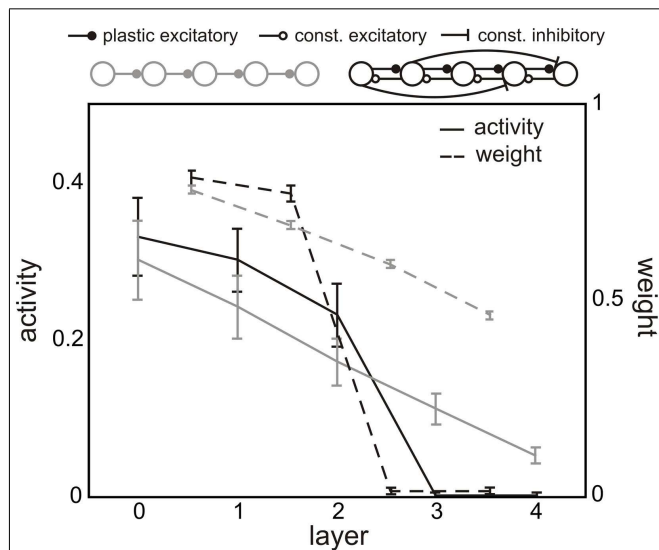 plastic excitatory const. excitatory const. inhibitory
activity
weight
activity
weight
0.4
0.2
0
1
0.5
0
0 1 2 3 4
layer